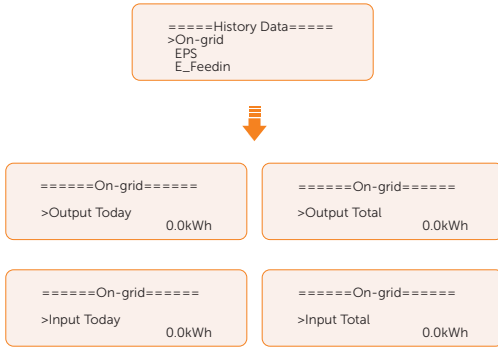 =====History Data=====
>On-grid
EPS
E_Feedin
======On-grid======
>Output Today
0.0kWh
======On-grid======
>Output Total
0.0kWh
======On-grid======
>Input Today
0.0kWh
======On-grid======
>Input Total
0.0kWh